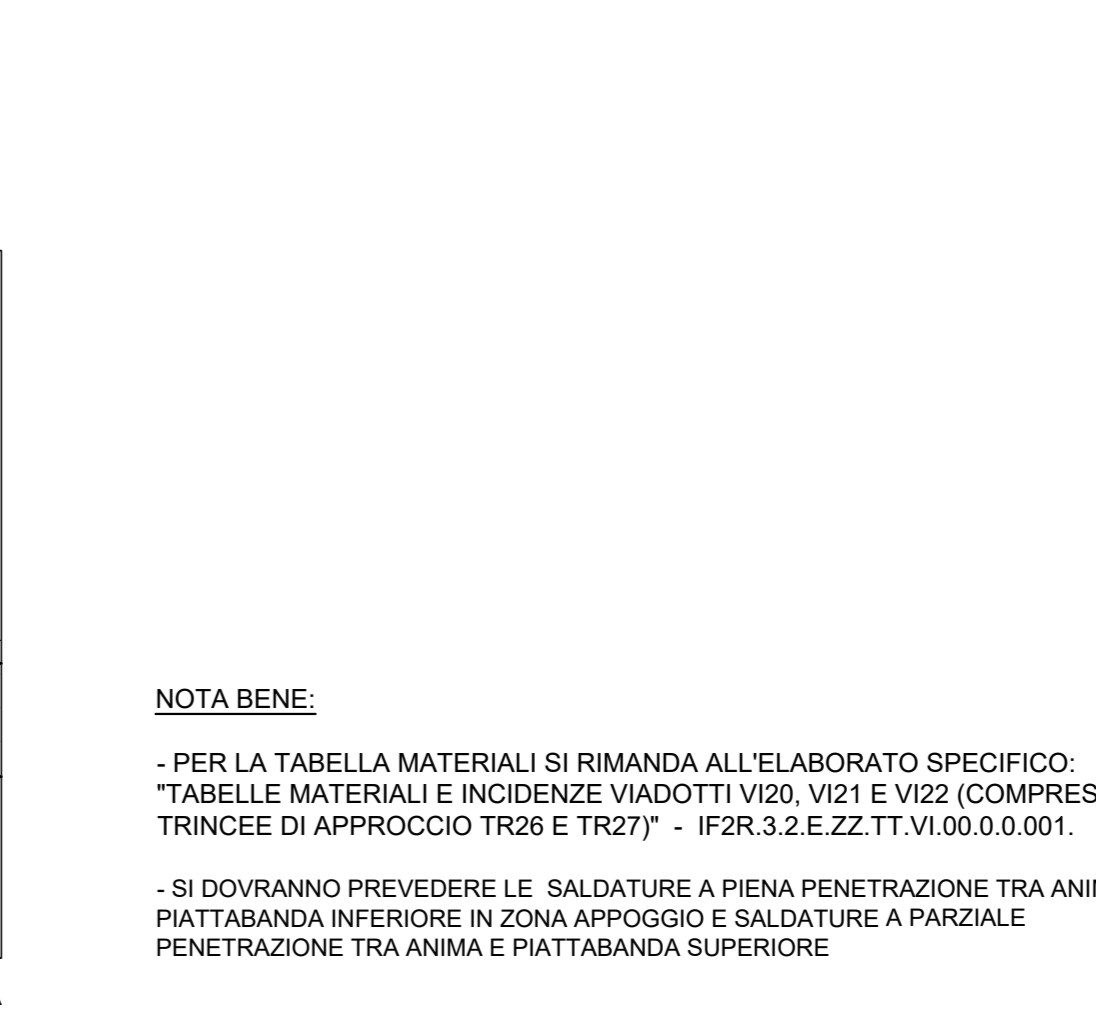 NOTA BENE:
- PER LA TABELLA MATERIALI SI RIMANDA ALL'ELABORATO SPECIFICO:
"TABELLE MATERIALI E INCIDENZE VIADOTTI VI20, VI21 E VI22 (COMPRES
TRINCEE DI APPROCCIO TR26 E TR27)" - IF2R.3.2.E.ZZ.TT.VI.00.0.0.001.
- SI DOVRANNO PREVEDERE LE SALDATURE A PIENA PENETRAZIONE TRA
PIATTABANDA INFERIORE IN ZONA APPOGGIO E SALDATURE A PARZIALE
PENETRAZIONE TRA ANIMA E PIATTABANDA SUPERIORE